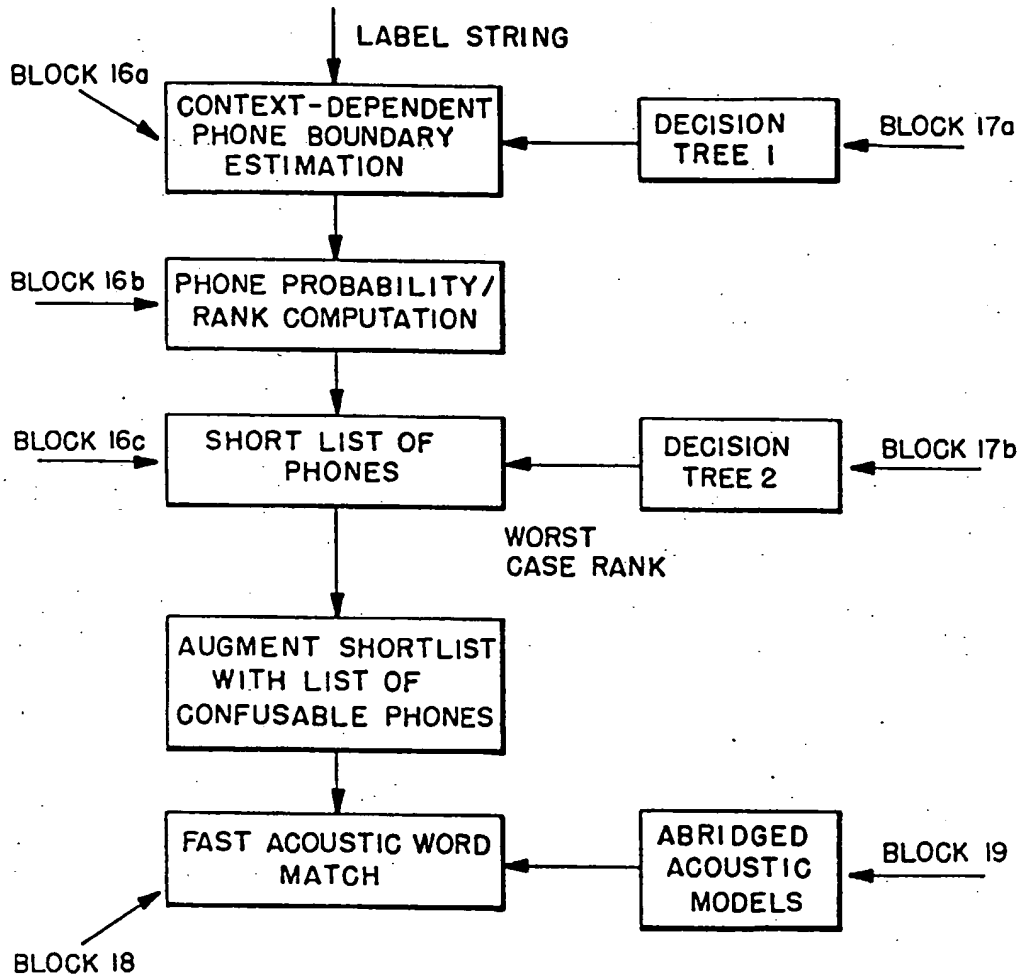 LABEL STRING
BLOCK 16a
CONTEXT-DEPENDENT
PHONE BOUNDARY
ESTIMATION
DECISION
TREE 1
BLOCK 17a
BLOCK 16b
PHONE PROBABILITY/
RANK COMPUTATION
BLOCK 16c
SHORT LIST OF
PHONES
DECISION
TREE 2
BLOCK 17b
WORST
CASE RANK
AUGMENT SHORTLIST
WITH LIST OF
CONFUSABLE PHONES
FAST ACOUSTIC WORD
MATCH
ABRIDGED
ACOUSTIC
MODELS
BLOCK 19
BLOCK 18